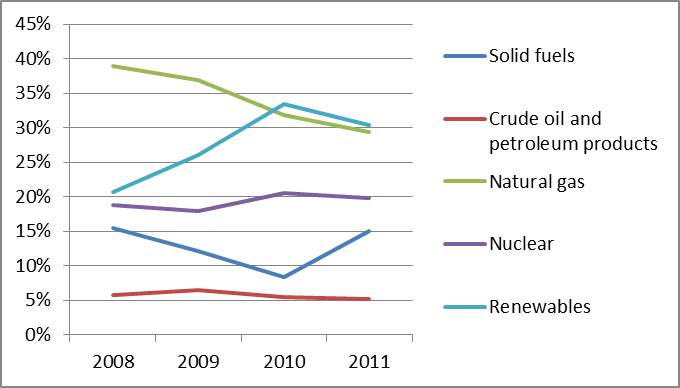 45%
40%
35%
30%
25%
20%
15%
10%
5%
0%
2008 2009 2010 2011
Solid fuels
Crude oil and
petroleum products
Natural gas
Nuclear
Renewables